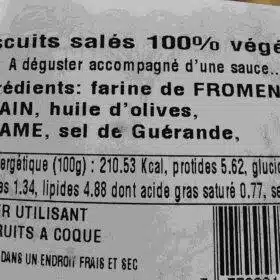 scuits salés 100% végé
A déguster accompagné d'une sauce..
rédients: farine de FROMEN
AIN, huile d'olives,
AME, sel de Guérande,
ergétique (100g) : 210.53 Kcal, protides 5.62, glucid
es 1.34, lipides 4.88 dont acide gras saturé 0.77, se
ER UTILISANT
RUITS A COQUE
DANS UN ENDROIT FRAIS ET SEC